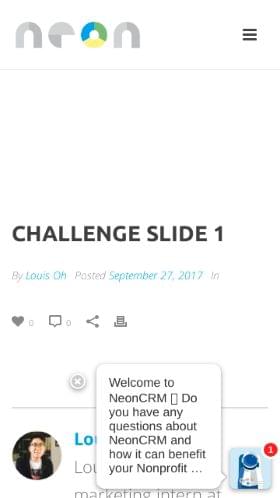 neon
CHALLENGE SLIDE 1
By Louis Oh Posted September 27, 2017 In
0 0
Welcome to
NeonCRM ▯ Do
you have any
questions about
NeonCRM and
how it can benefit
your Nonprofit ...
1
Lou
Lou
marketing intern at